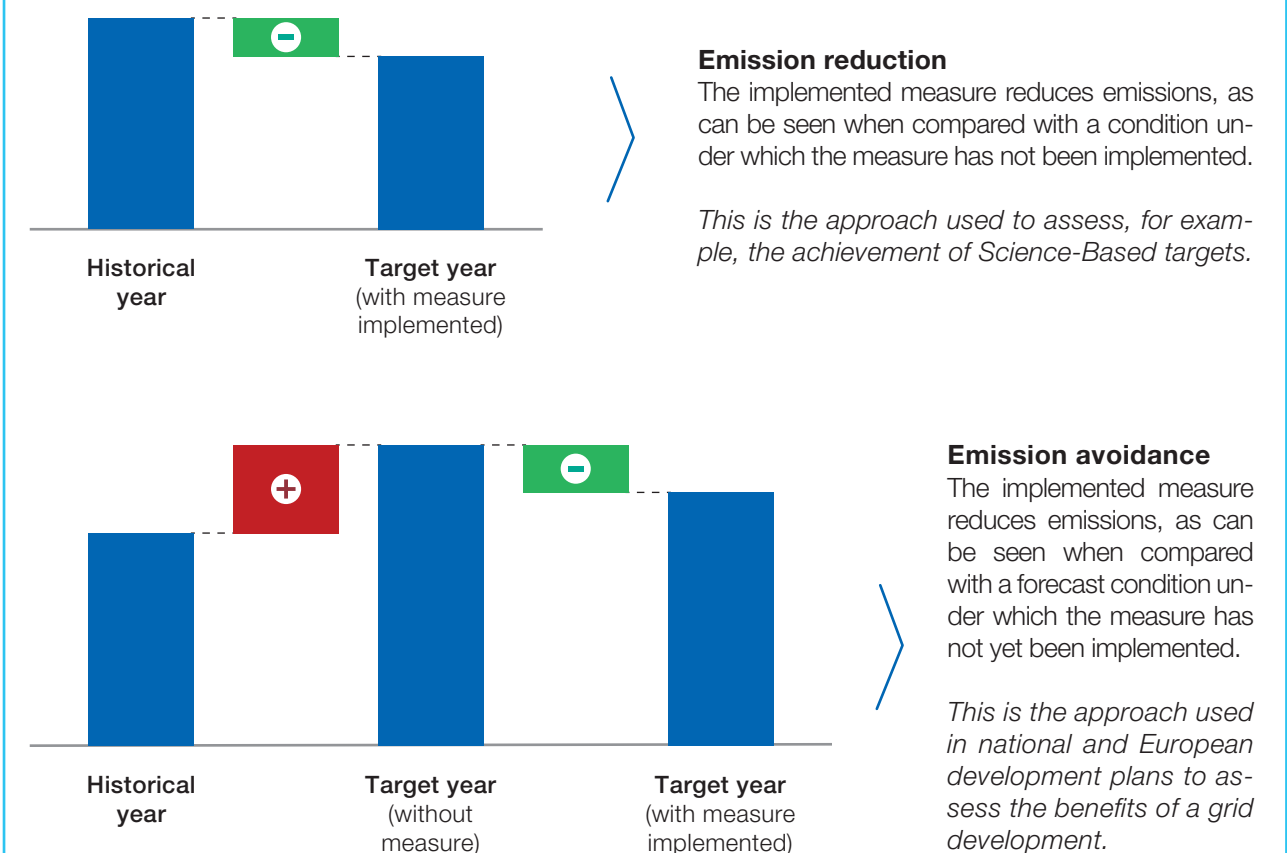 Emission reduction
The implemented measure reduces emissions, as
can be seen when compared with a condition un-
der which the measure has not been implemented.
This is the approach used to assess, for exam-
ple, the achievement of Science-Based targets.
Historical
year
Target year
(with measure
implemented)
Emission avoidance
The implemented measure
reduces emissions, as can
be seen when compared
with a forecast condition un-
der which the measure has
not yet been implemented.
This is the approach used
in national and European
development plans to as-
sess the benefits of a grid
development.
Historical
year
Target year
(without
measure)
Target year
(with measure
implemented)